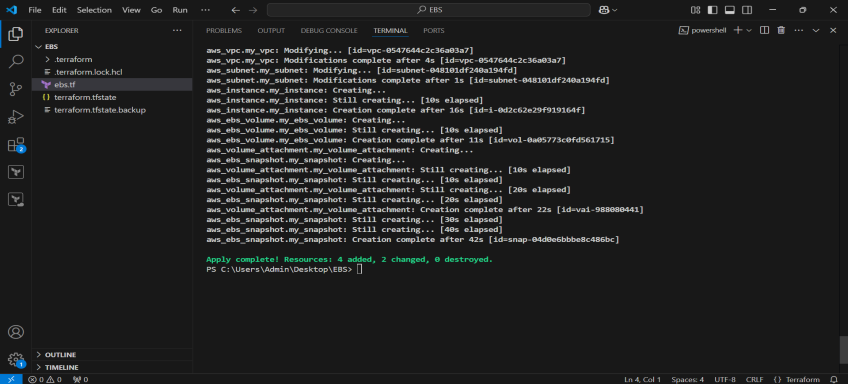 File Edit Selection View Go Run ··· EBS
EXPLORER ···
EBS
.terraform
.terraform.lock.hcl
ebs.tf
terraform.tfstate
terraform.tfstate.backup
OUTLINE
TIMELINE
PROBLEMS OUTPUT DEBUG CONSOLE TERMINAL PORTS powershell
aws_vpc.my_vpc: Modifying... [id=vpc-0547644c2c36a03a7]
aws_vpc.my_vpc: Modifications complete after 4s [id=vpc-0547644c2c36a03a7]
aws_subnet.my_subnet: Modifying... [id=subnet-048101df240a194fd]
aws_subnet.my_subnet: Modifications complete after 1s [id=subnet-048101df240a194fd]
aws_instance.my_instance: Creating...
aws_instance.my_instance: Still creating... [10s elapsed]
aws_instance.my_instance: Creation complete after 16s [id=i-0d2c62e29f919164f]
aws_ebs_volume.my_ebs_volume: Creating...
aws_ebs_volume.my_ebs_volume: Still creating... [10s elapsed]
aws_ebs_volume.my_ebs_volume: Creation complete after 11s [id=vol-0a05773c0fd561715]
aws_volume_attachment.my_volume_attachment: Creating...
aws_ebs_snapshot.my_snapshot: Creating...
aws_volume_attachment.my_volume_attachment: Still creating... [10s elapsed]
aws_ebs_snapshot.my_snapshot: Still creating... [10s elapsed]
aws_volume_attachment.my_volume_attachment: Still creating... [20s elapsed]
aws_ebs_snapshot.my_snapshot: Still creating... [20s elapsed]
aws_volume_attachment.my_volume_attachment: Creation complete after 22s [id=vai-988080441]
aws_ebs_snapshot.my_snapshot: Still creating... [30s elapsed]
aws_ebs_snapshot.my_snapshot: Still creating... [40s elapsed]
aws_ebs_snapshot.my_snapshot: Creation complete after 42s [id=snap-04d0e6bbbe8c486bc]
Apply complete! Resources: 4 added, 2 changed, 0 destroyed.
PS C:\Users\Admin\Desktop\EBS>
2
1
0 0 0 Ln 4, Col 1 Spaces: 4 UTF-8 CRLF {} Terraform